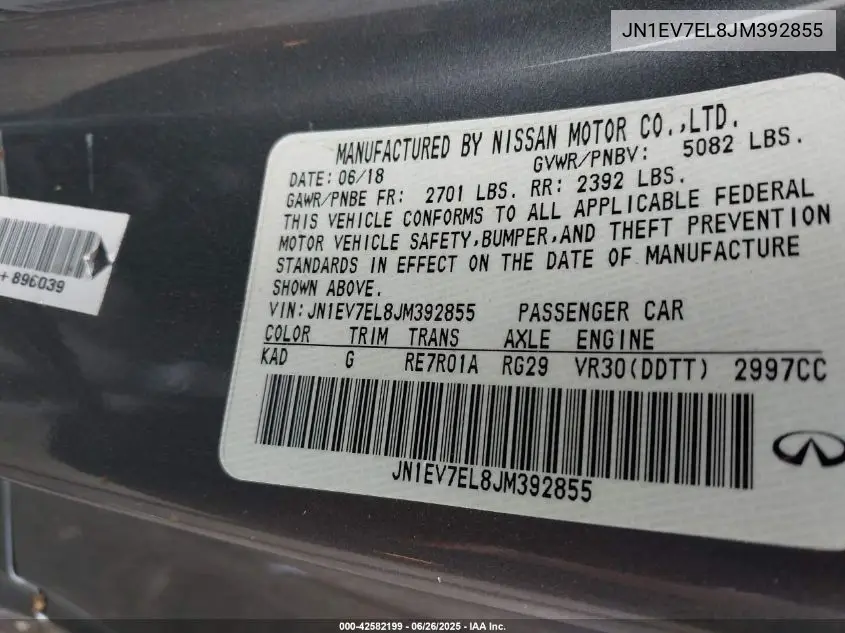 JN1EV7EL8JM392855
MANUFACTURED BY NISSAN MOTOR CO.,LTD.
DATE: 06/18 GVWR/PNBV: 5082 LBS.
GAWR/PNBE FR: 2701 LBS. RR: 2392 LBS.
THIS VEHICLE CONFORMS TO ALL APPLICABLE FEDERAL
MOTOR VEHICLE SAFETY,BUMPER,AND THEFT PREVENTION
STANDARDS IN EFFECT ON THE DATE OF MANUFACTURE
SHOWN ABOVE.
VIN: JN1EV7EL8JM392855 PASSENGER CAR
COLOR TRIM TRANS AXLE ENGINE
KAD G RE7R01A RG29 VR30(DDTT) 2997CC
JN1EV7EL8JM392855
+ 896039
000-42582199 - 06/26/2025 - IAA Inc.